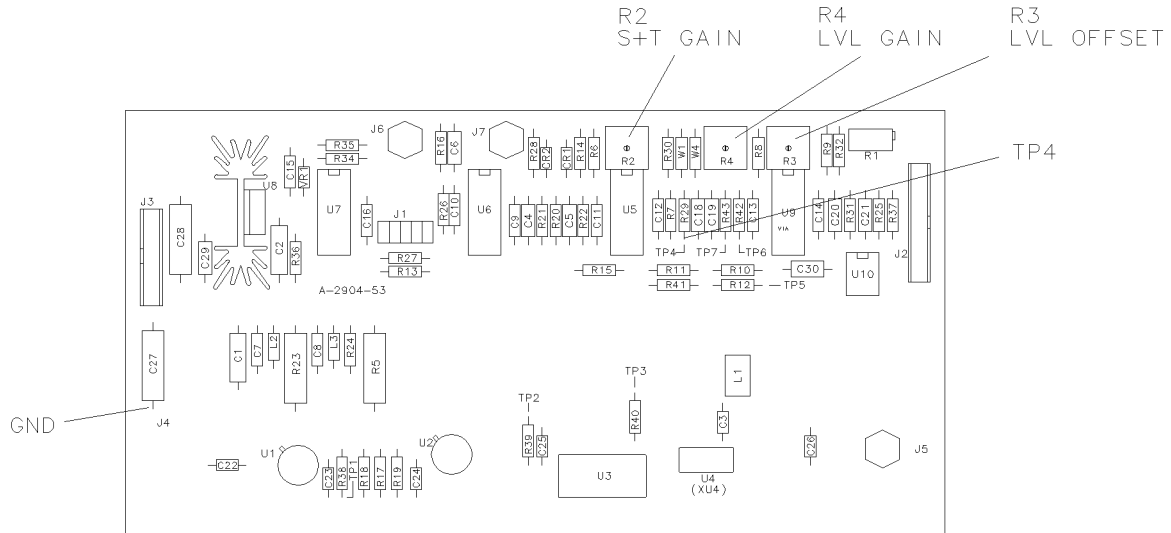 R2
S+T GAIN
R4
LVL GAIN
R3
LVL OFFSET
TP4
GND
J6
J7
R35
R34
R16
C6
R28
CR2
CR1
R14
R6
R2
R30
W1
W4
R4
R8
R3
R9
R32
R1
J3
C28
C29
U8
C15
VR1
C2
R36
U7
C16
J1
R26
C10
U6
C9
C4
R21
R20
C5
R22
C11
U5
C12
R7
R29
C18
C19
R43
R42
C13
U9
VIA
C14
C20
R31
C21
R25
R37
J2
TP4
TP7
TP6
R27
R13
R15
R11
R10
R41
R12
TP5
C30
U10
A-2904-53
C27
J4
C1
C7
L2
R23
C8
L3
R24
R5
TP3
L1
TP2
R40
C3
R39
C25
C26
J5
U1
U2
C22
C23
R38
TP1
R18
R17
R19
C24
U3
U4
(XU4)